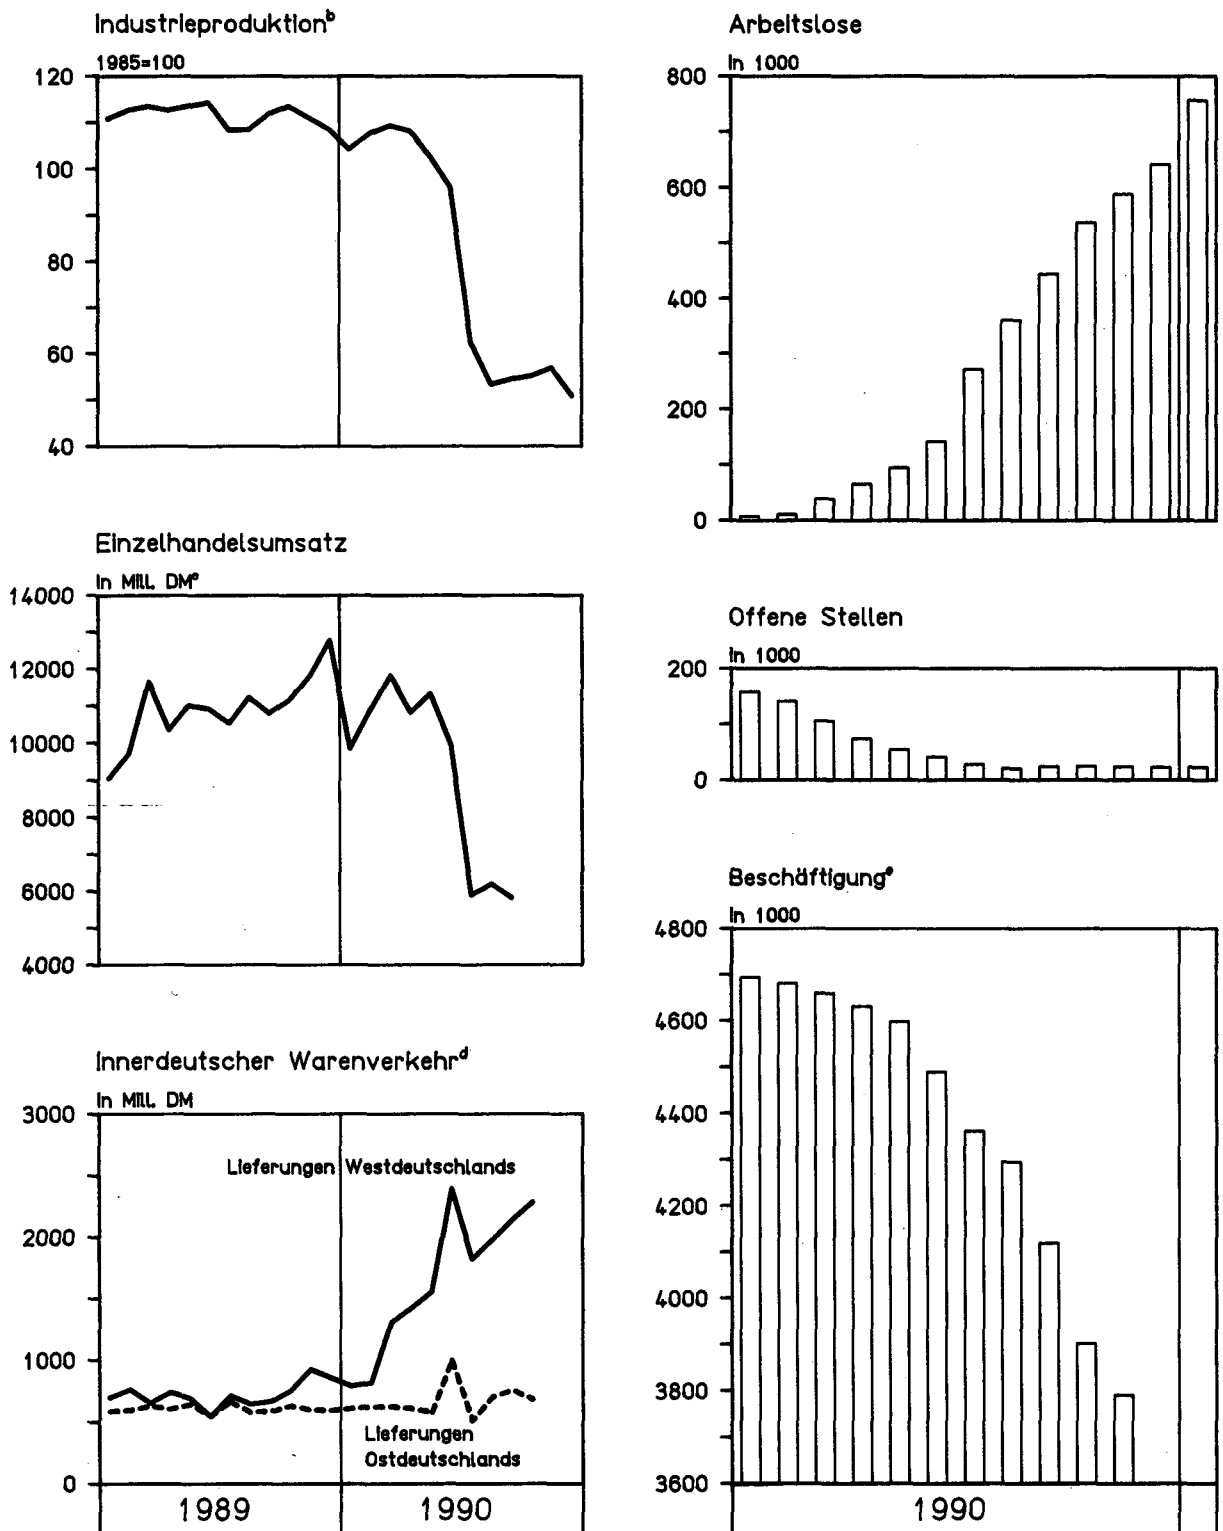 Industrieproduktion^b
1985=100
120
100
80
60
40
Einzelhandelsumsatz
In Mill. DM^c
14000
12000
10000
8000
6000
4000
Innerdeutscher Warenverkehr^d
In Mill. DM
3000
2000
1000
0
Lieferungen Westdeutschlands
Lieferungen
Ostdeutschlands
1989
1990
Arbeitslose
In 1000
800
600
400
200
0
Offene Stellen
In 1000
200
0
Beschäftigung^e
In 1000
4800
4600
4400
4200
4000
3800
3600
1990